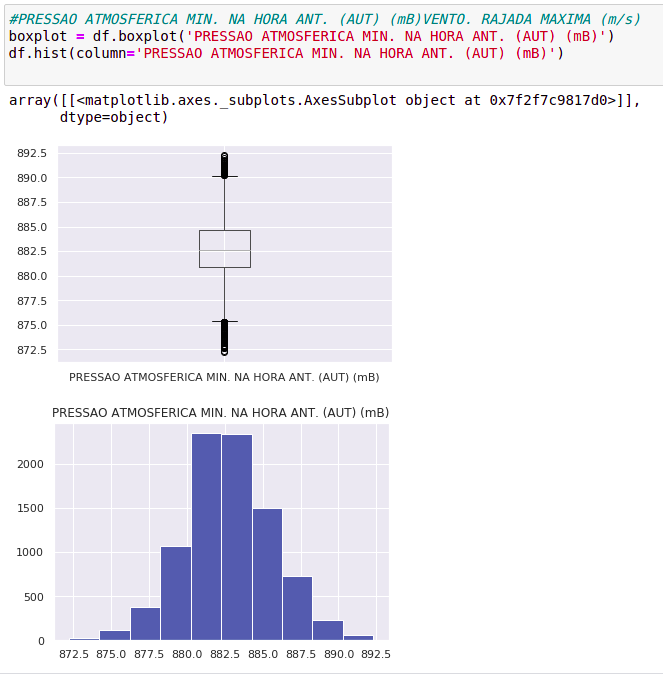 #PRESSAO ATMOSFERICA MIN. NA HORA ANT. (AUT) (mB)VENTO. RAJADA MAXIMA (m/s)
boxplot = df.boxplot('PRESSAO ATMOSFERICA MIN. NA HORA ANT. (AUT) (mB)')
df.hist(column='PRESSAO ATMOSFERICA MIN. NA HORA ANT. (AUT) (mB)')
array([[<matplotlib.axes._subplots.AxesSubplot object at 0x7f2f7c9817d0>]],
dtype=object)
892.5
890.0
887.5
885.0
882.5
880.0
877.5
875.0
872.5
PRESSAO ATMOSFERICA MIN. NA HORA ANT. (AUT) (mB)
PRESSAO ATMOSFERICA MIN. NA HORA ANT. (AUT) (mB)
2000
1500
1000
500
0
872.5 875.0 877.5 880.0 882.5 885.0 887.5 890.0 892.5